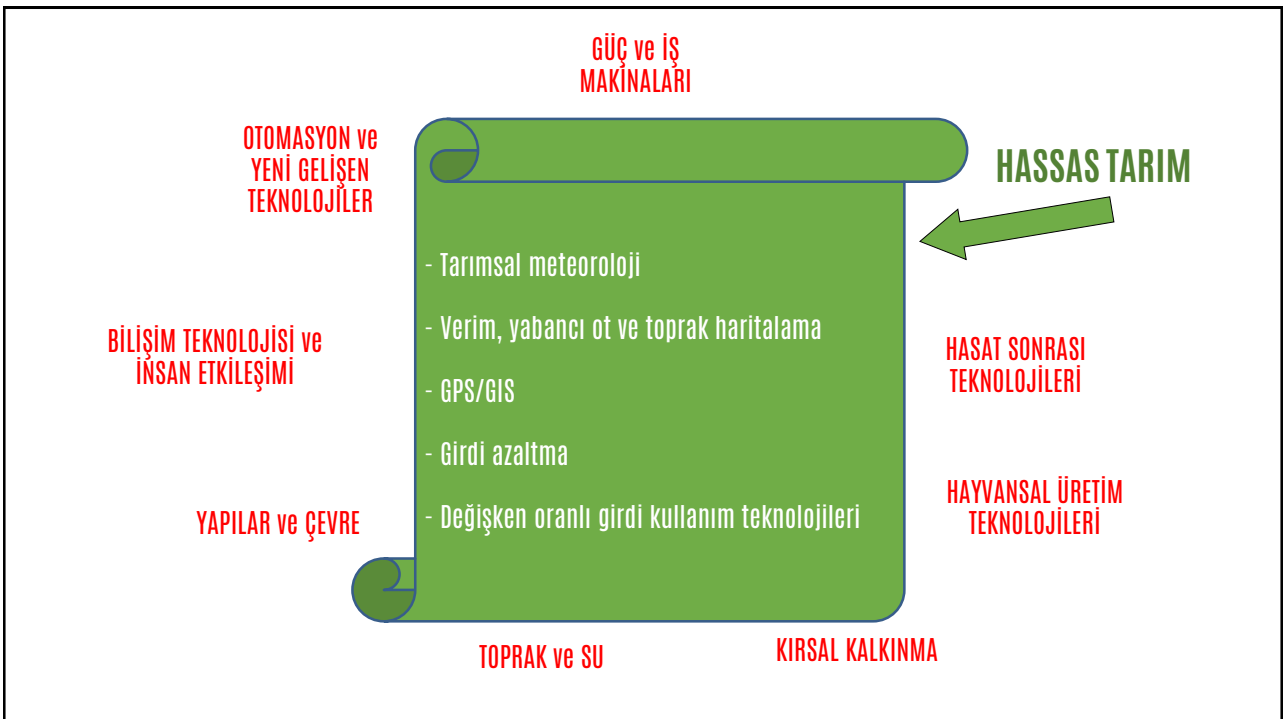 GÜÇ ve İŞ
MAKİNALARI
OTOMASYON ve
YENİ GELİŞEN
TEKNOLOJİLER
HASSAS TARIM
- Tarımsal meteoroloji
- Verim, yabancı ot ve toprak haritalama
- GPS/GIS
- Girdi azaltma
- Değişken oranlı girdi kullanım teknolojileri
BİLİŞİM TEKNOLOJİSİ ve
İNSAN ETKİLEŞİMİ
HASAT SONRASI
TEKNOLOJİLERİ
YAPILAR ve ÇEVRE
HAYVANSAL ÜRETİM
TEKNOLOJİLERİ
TOPRAK ve SU
KIRSAL KALKINMA